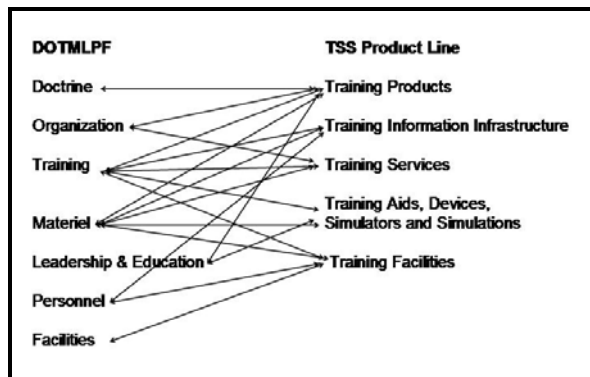 DOTMLPF TSS Product Line
Doctrine Training Products
Organization Training Information Infrastructure
Training Training Services
Training Aids, Devices,
Materiel Simulators and Simulations
Leadership & Education Training Facilities
Personnel
Facilities